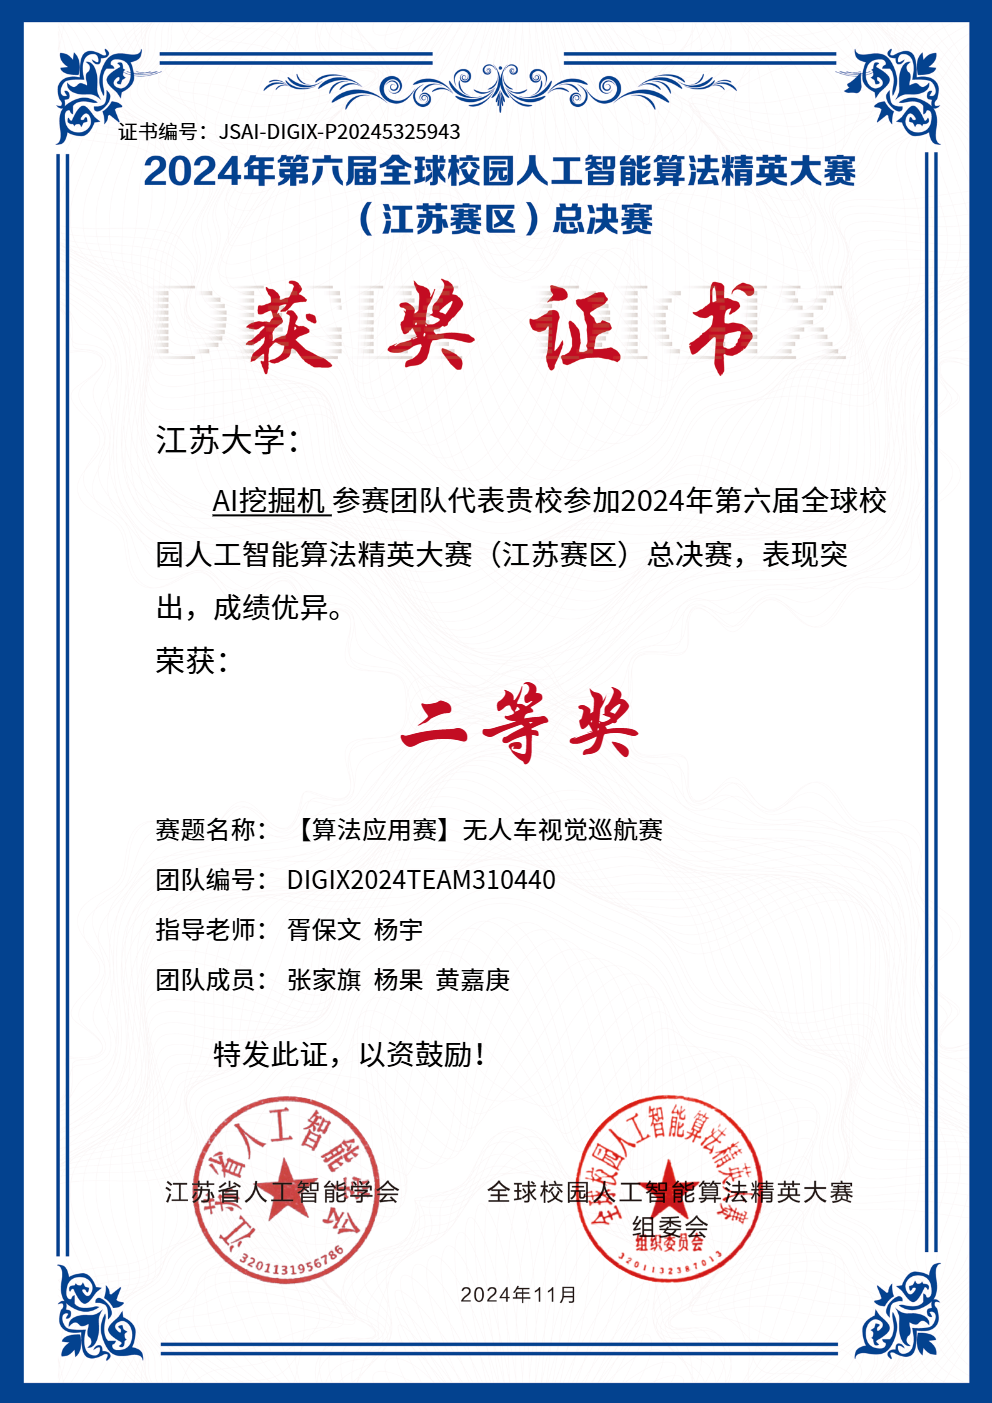 证书编号：JSAI-DIGIX-P20245325943
2024年第六届全球校园人工智能算法精英大赛
（江苏赛区）总决赛
DIGIX DIGIX
获奖证书
江苏大学：
AI挖掘机 参赛团队代表贵校参加2024年第六届全球校
园人工智能算法精英大赛（江苏赛区）总决赛，表现突
出，成绩优异。
荣获：
二等奖
赛题名称： 【算法应用赛】无人车视觉巡航赛
团队编号： DIGIX2024TEAM310440
指导老师： 胥保文 杨宇
团队成员： 张家旗 杨果 黄嘉庚
特发此证，以资鼓励！
江苏省人工智能学会
江苏省人工智能学会
3201131956786
全球校园人工智能算法精英大赛
组委会
全球校园人工智能算法精英大赛
组织委员会
3201132387013
2024年11月